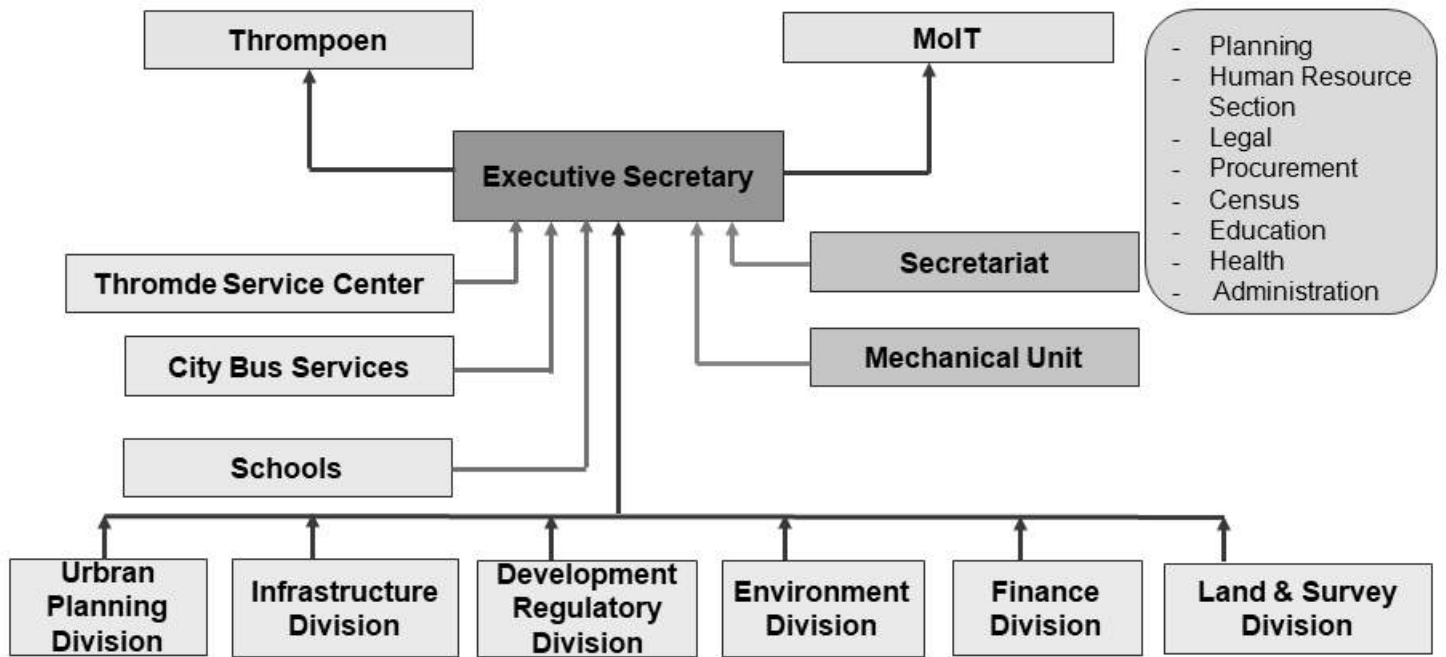 Thrompoen
MoIT
- Planning
- Human Resource
Section
- Legal
- Procurement
- Census
- Education
- Health
- Administration
Executive Secretary
Thromde Service Center
Secretariat
City Bus Services
Mechanical Unit
Schools
Urbran
Planning
Division
Infrastructure
Division
Development
Regulatory
Division
Environment
Division
Finance
Division
Land & Survey
Division